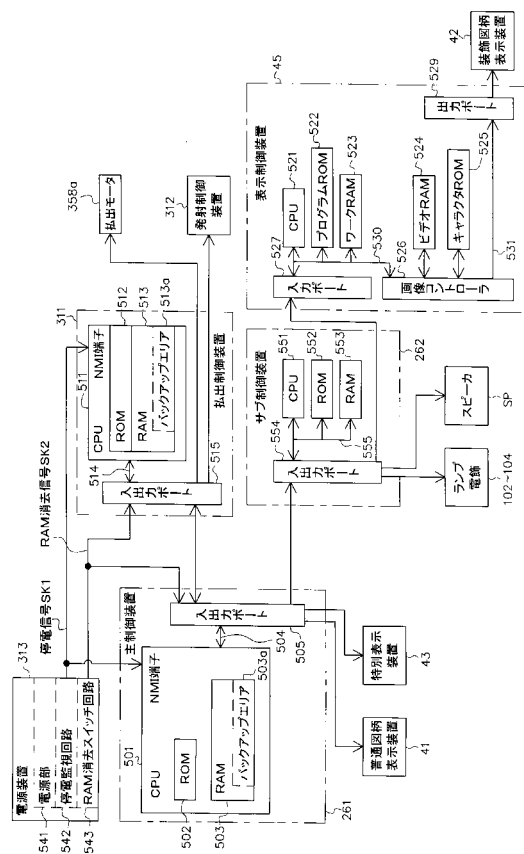 電源装置
313
電源部
停電監視回路
RAM消去スイッチ回路
541
542
543
停電信号SK1
RAM消去信号SK2
311
511
NMI端子
CPU
ROM
RAM
バックアップエリア
512
513
513a
514
入出力ポート
515
払出制御装置
358a
払出モータ
312
発射制御
装置
主制御装置
501
NMI端子
CPU
ROM
RAM
バックアップエリア
502
503
503a
504
入出力ポート
505
261
普通図柄
表示装置
41
特別表示
装置
43
サブ制御装置
554
CPU
ROM
RAM
551
552
553
555
入出力ポート
262
ランプ
電飾
102~104
スピーカ
SP
表示制御装置
45
527
入力ポート
CPU
521
プログラムROM
522
ワークRAM
523
530
526
画像コントローラ
ビデオRAM
524
キャラクタROM
525
531
出力ポート
529
装飾図柄
表示装置
42